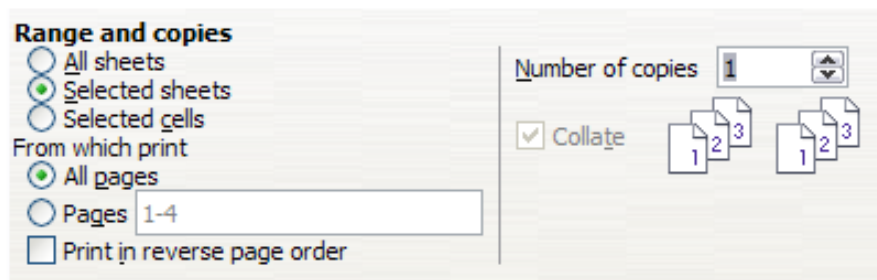 Range and copies
All sheets
Selected sheets
Selected cells
From which print
All pages
Pages 1-4
Print in reverse page order
Number of copies 1
Collate
1 2 3 1 2 3